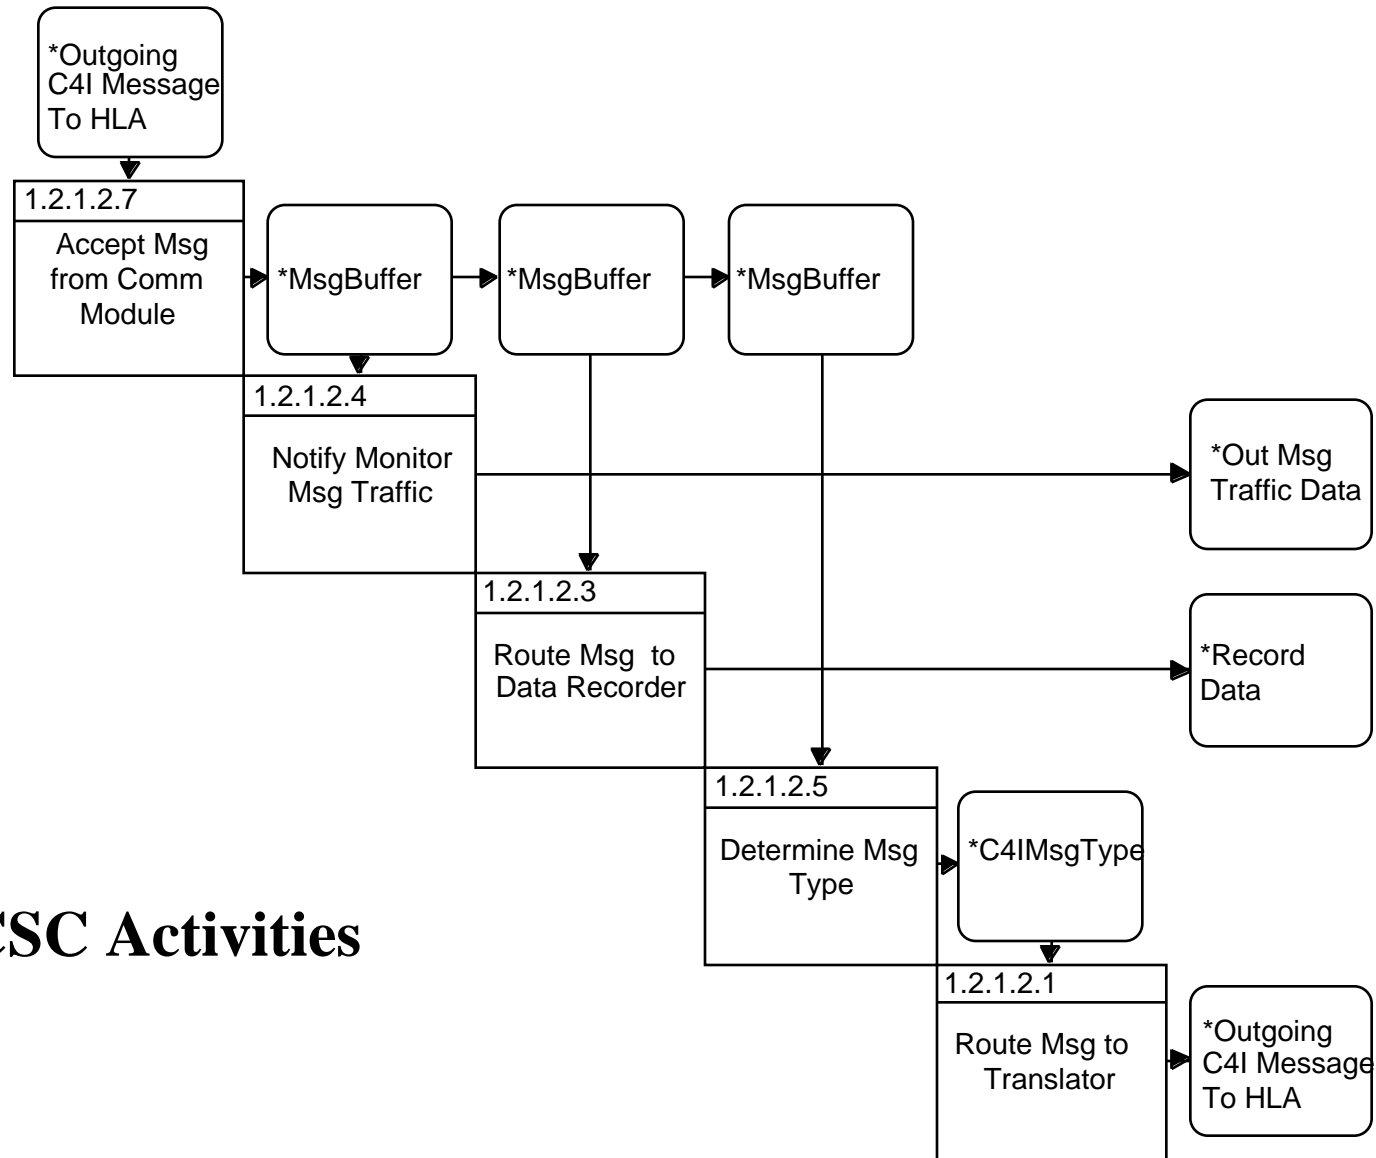 *Outgoing
C4I Message
To HLA
1.2.1.2.7
Accept Msg
from Comm
Module
*MsgBuffer
*MsgBuffer
*MsgBuffer
1.2.1.2.4
Notify Monitor
Msg Traffic
*Out Msg
Traffic Data
1.2.1.2.3
Route Msg to
Data Recorder
*Record
Data
1.2.1.2.5
Determine Msg
Type
*C4IMsgType
CSC Activities
1.2.1.2.1
Route Msg to
Translator
*Outgoing
C4I Message
To HLA